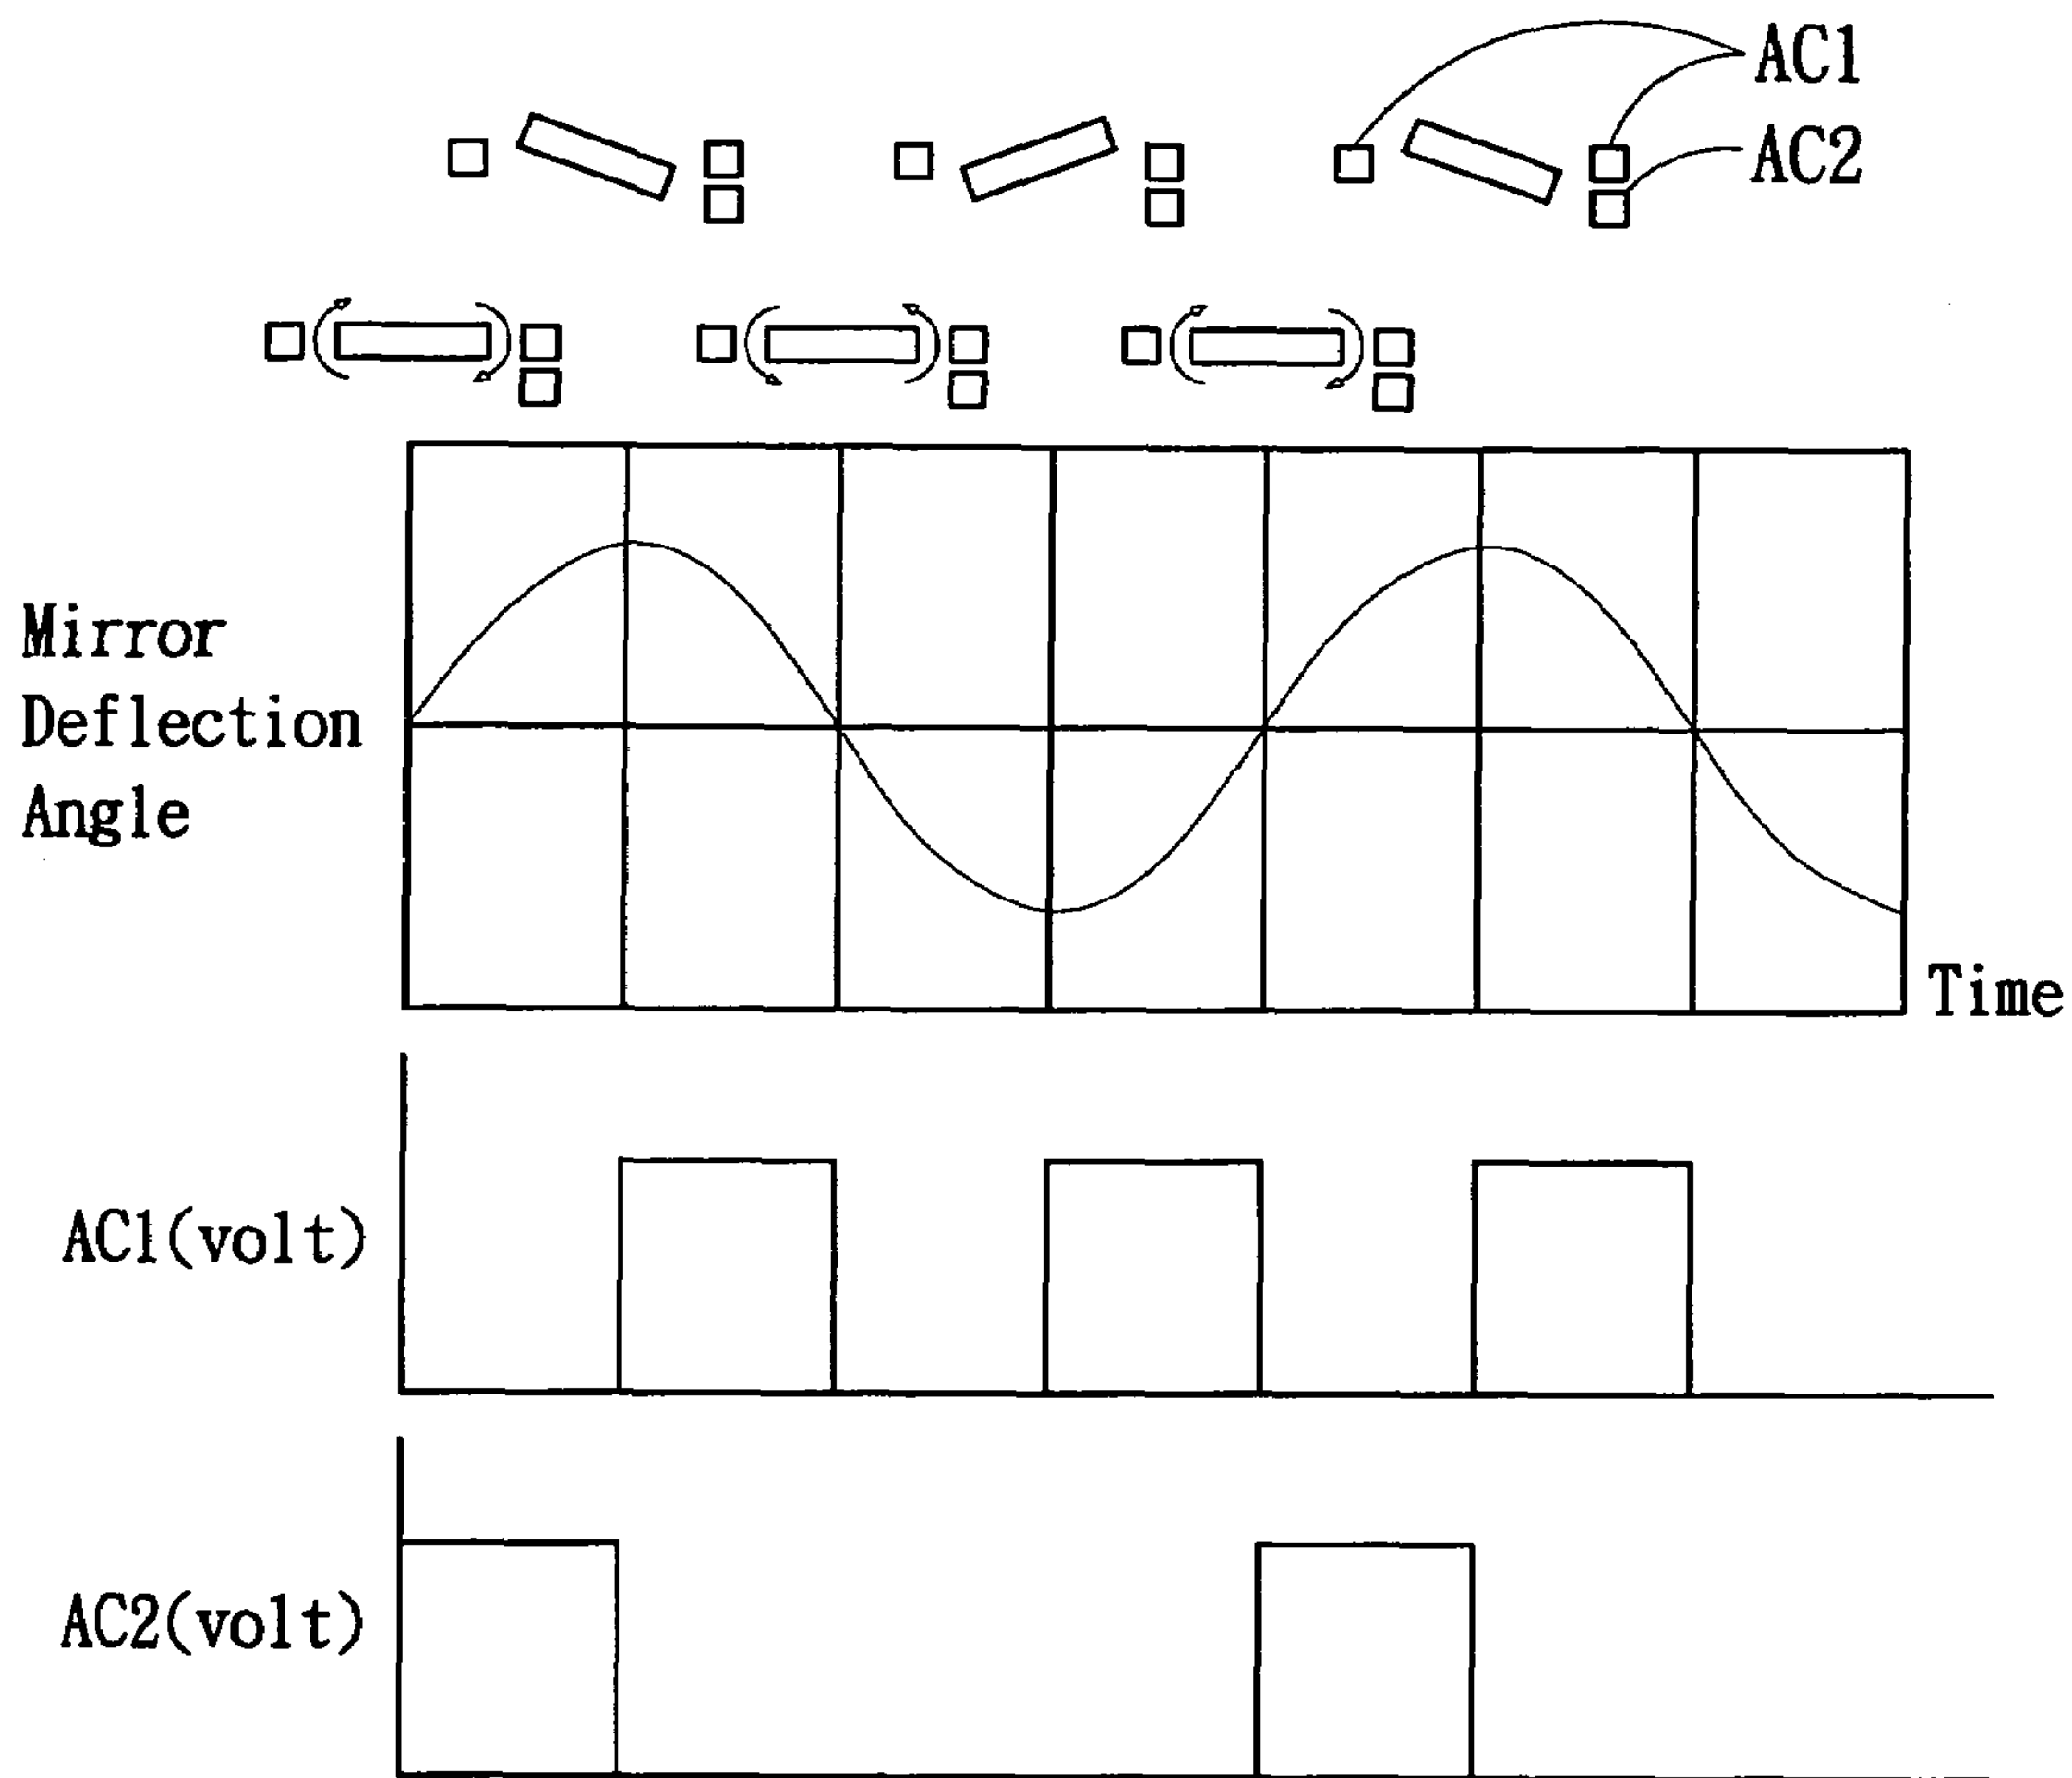 AC1
AC2
Mirror
Deflection
Angle
Time
AC1(volt)
AC2(volt)